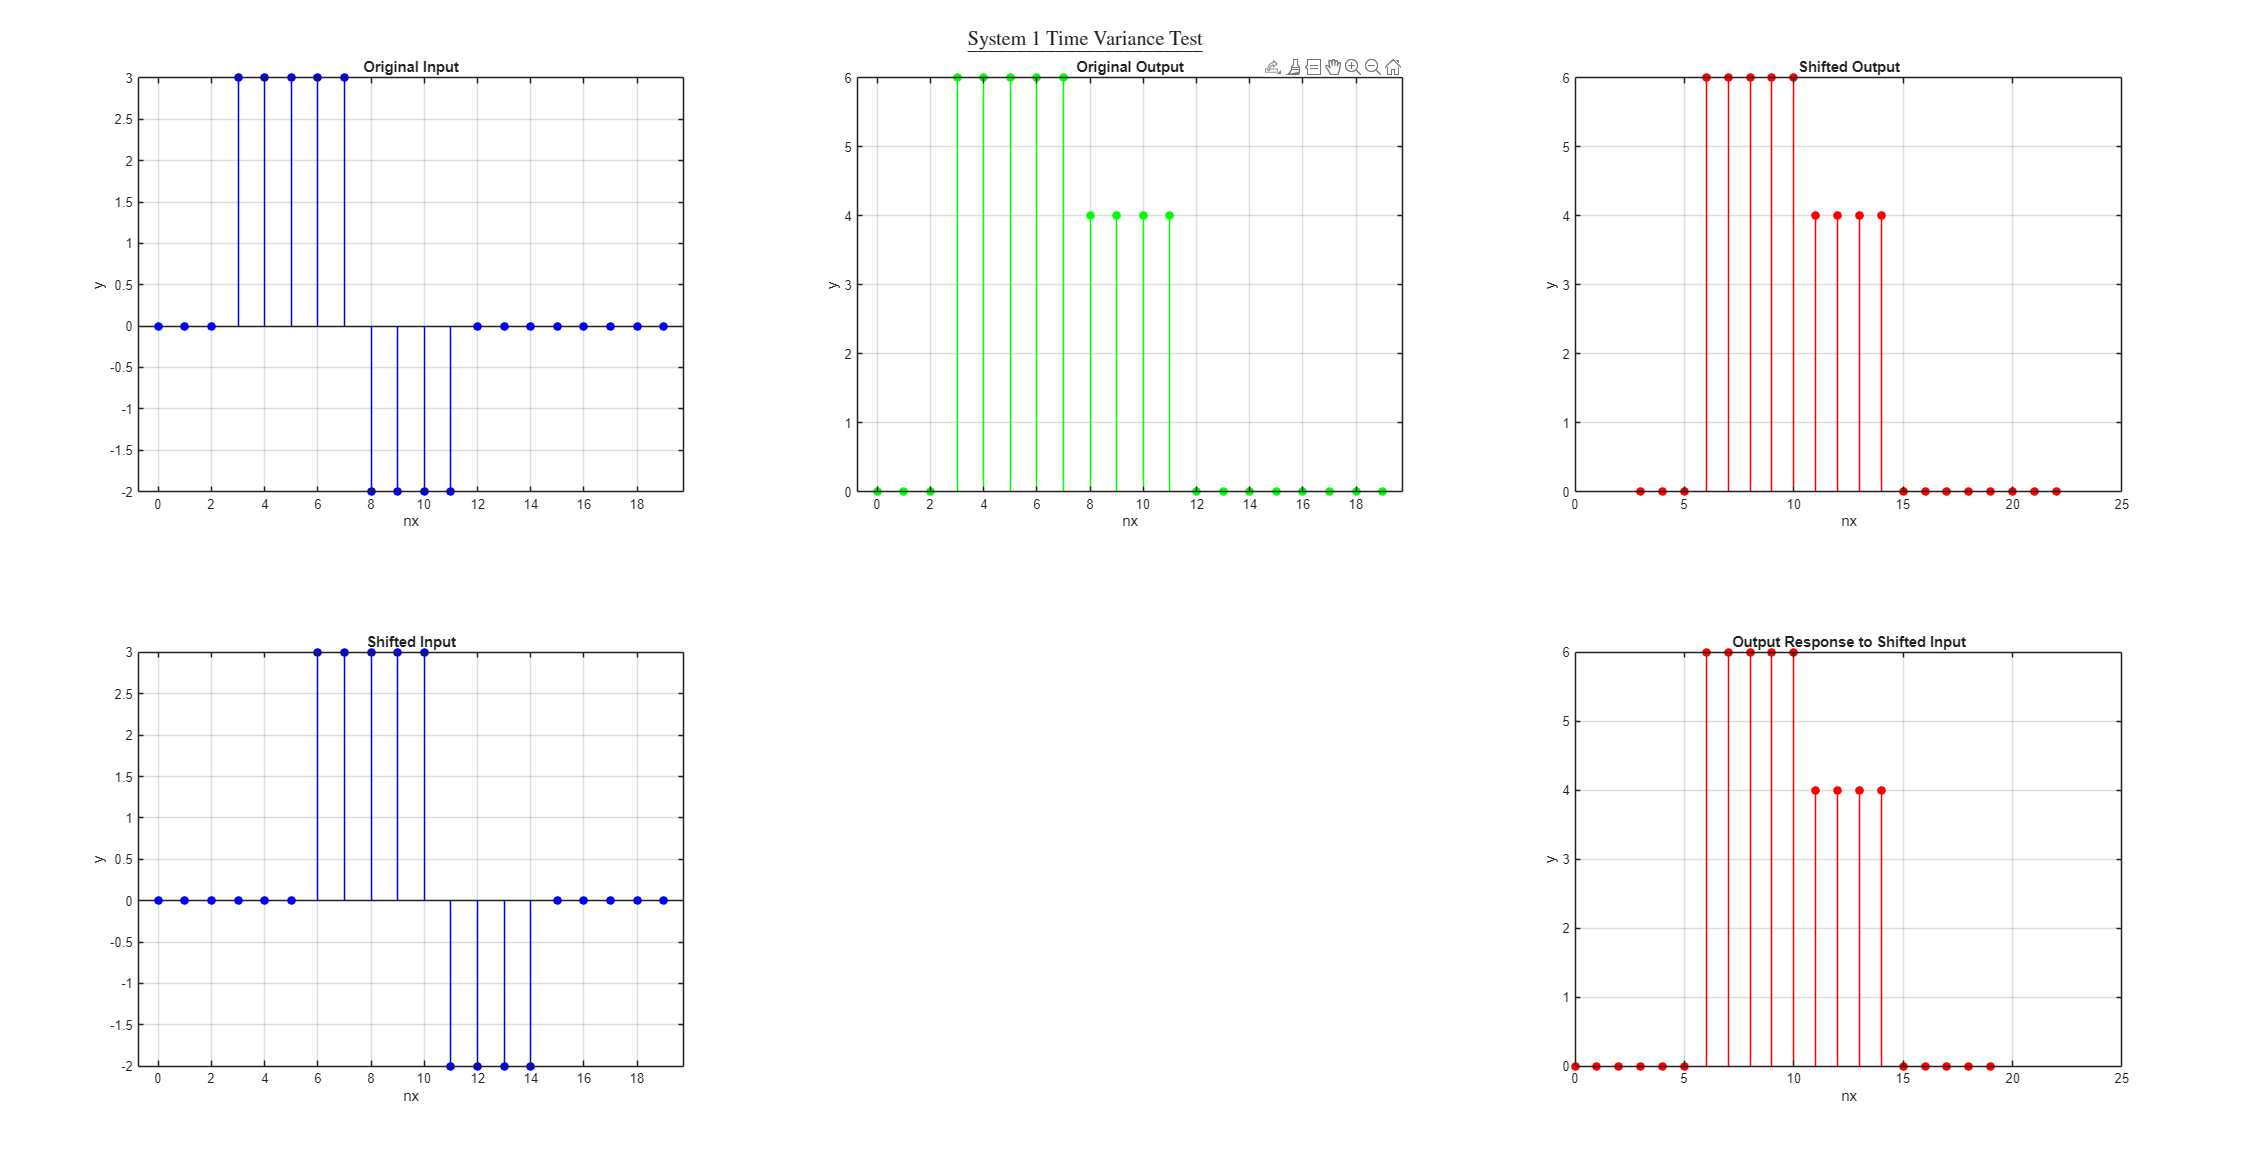 System 1 Time Variance Test
Original Input
3
2.5
2
1.5
1
0.5
0
-0.5
-1
-1.5
-2
y
0 2 4 6 8 10 12 14 16 18
nx
Original Output
6
5
4
3
2
1
0
y
0 2 4 6 8 10 12 14 16 18
nx
Shifted Output
6
5
4
3
2
1
0
y
0 5 10 15 20 25
nx
Shifted Input
3
2.5
2
1.5
1
0.5
0
-0.5
-1
-1.5
-2
y
0 2 4 6 8 10 12 14 16 18
nx
Output Response to Shifted Input
6
5
4
3
2
1
0
y
0 5 10 15 20 25
nx